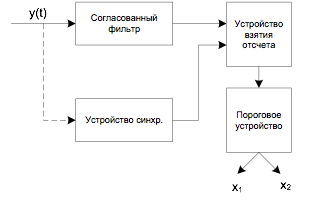 y(t)
Согласованный
фильтр
Устройство
взятия
отсчета
Устройство синхр.
Пороговое
устройство
x1
x2